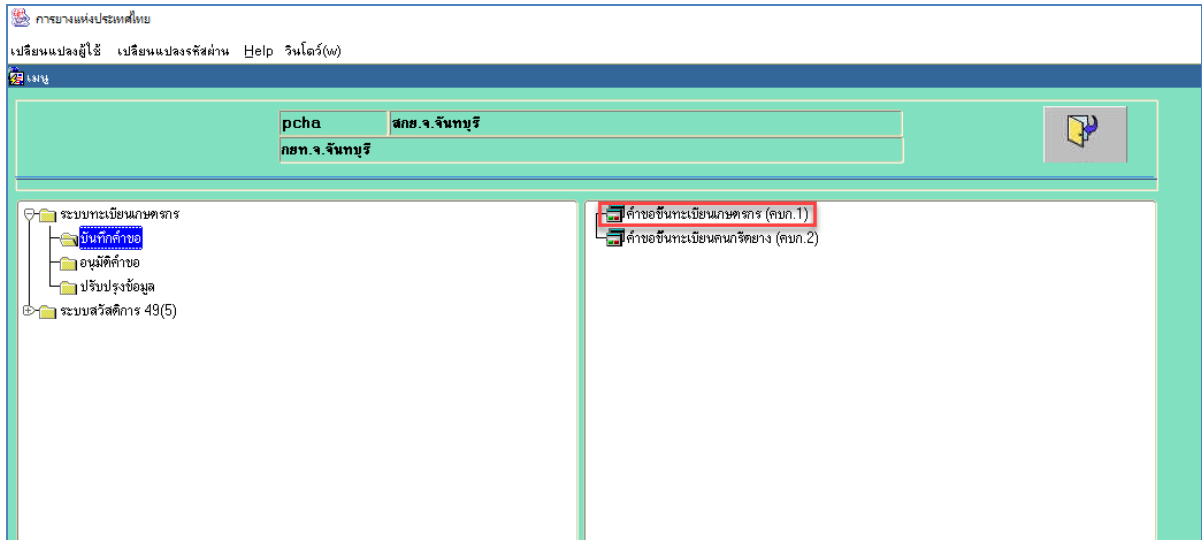 การยางแห่งประเทศไทย
เปลี่ยนแปลงผู้ใช้ เปลี่ยนแปลงรหัสผ่าน Help วินโดว์(w)
เมนู
pcha สกย.จ.จันทบุรี
กยท.จ.จันทบุรี
ระบบทะเบียนเกษตรกร
บันทึกคำขอ
อนุมัติคำขอ
ปรับปรุงข้อมูล
ระบบสวัสดิการ 49(5)
คำขอขึ้นทะเบียนเกษตรกร (คบก.1)
คำขอขึ้นทะเบียนคนกรีดยาง (คบก.2)